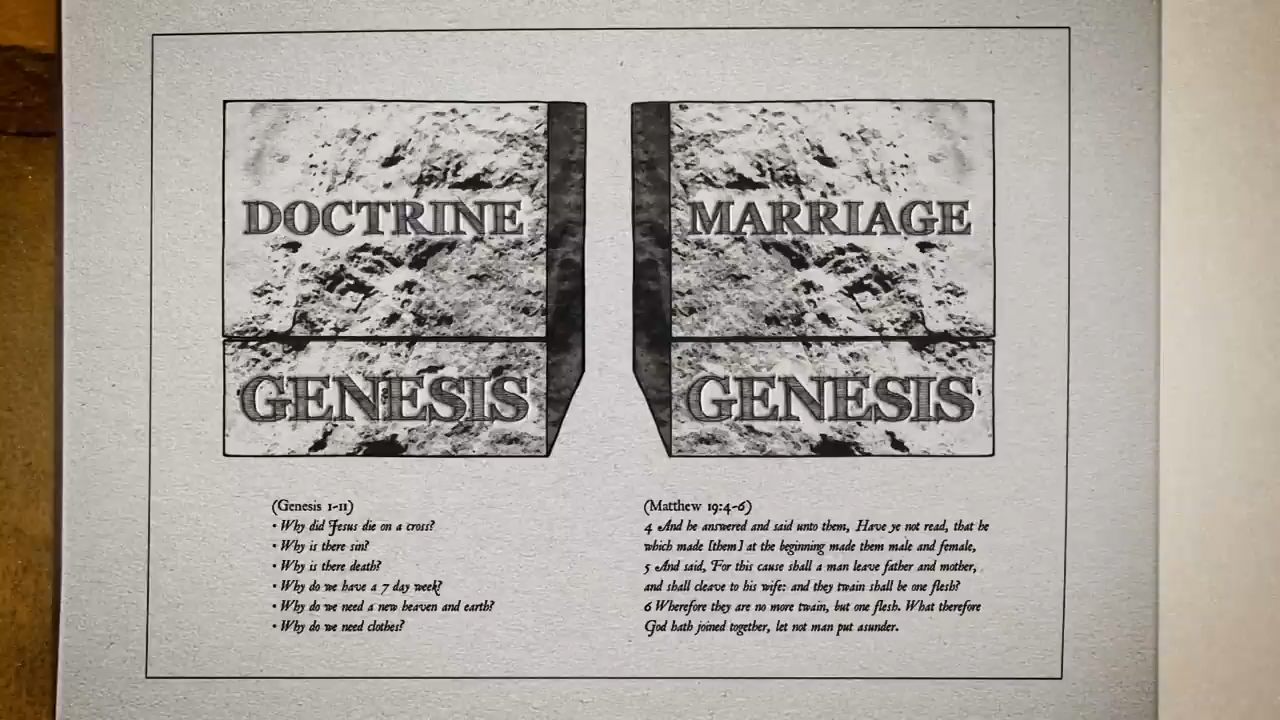 DOCTRINE
GENESIS
(Genesis 1-11)
• Why did Jesus die on a cross?
• Why is there sin?
• Why is there death?
• Why do we have a 7 day week?
• Why do we need a new heaven and earth?
• Why do we need clothes?
MARRIAGE
GENESIS
(Matthew 19:4-6)
4 And he answered and said unto them, Have ye not read, that he
which made [them] at the beginning made them male and female,
5 And said, For this cause shall a man leave father and mother,
and shall cleave to his wife: and they twain shall be one flesh?
6 Wherefore they are no more twain, but one flesh. What therefore
God hath joined together, let not man put asunder.